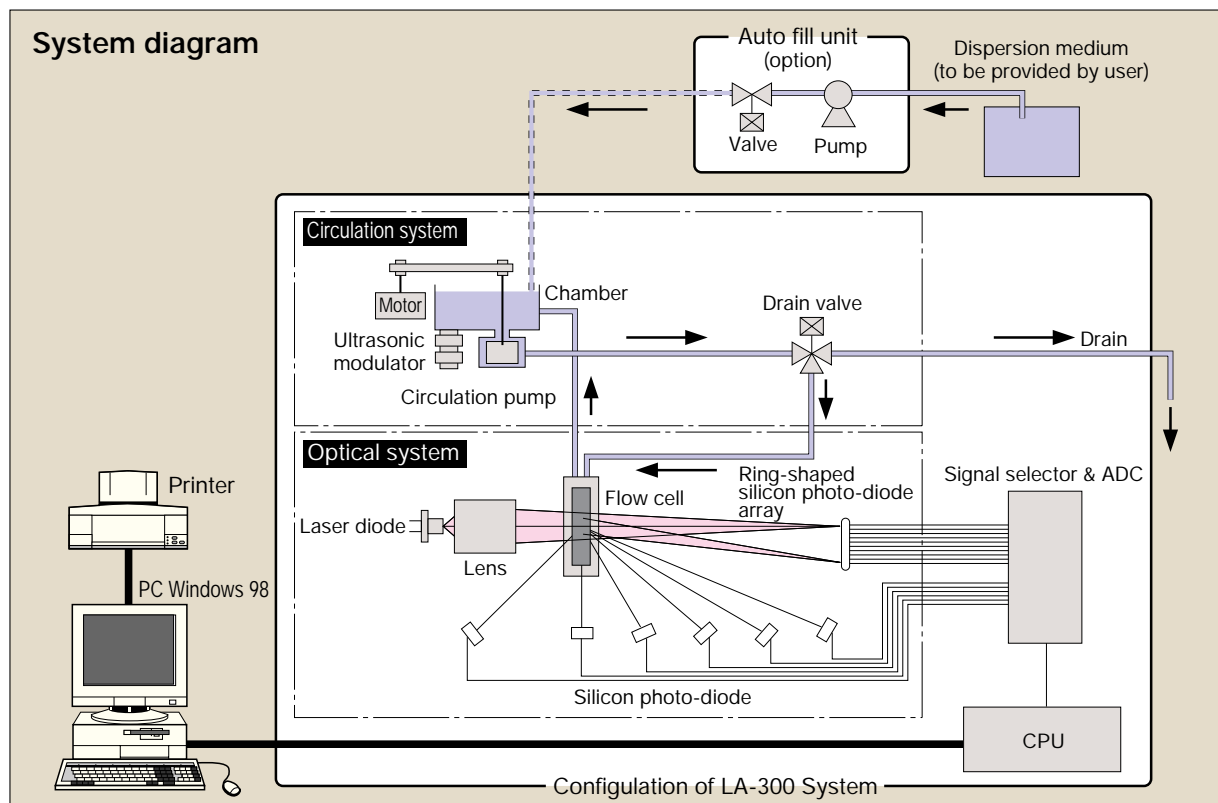 System diagram
Auto fill unit
(option)
Dispersion medium
(to be provided by user)
Valve
Pump
Circulation system
Motor
Chamber
Drain valve
Ultrasonic
modulator
Drain
Circulation pump
Optical system
Printer
Flow cell
Ring-shaped
silicon photo-diode
array
Signal selector & ADC
Laser diode
Lens
PC Windows 98
Silicon photo-diode
CPU
Configulation of LA-300 System